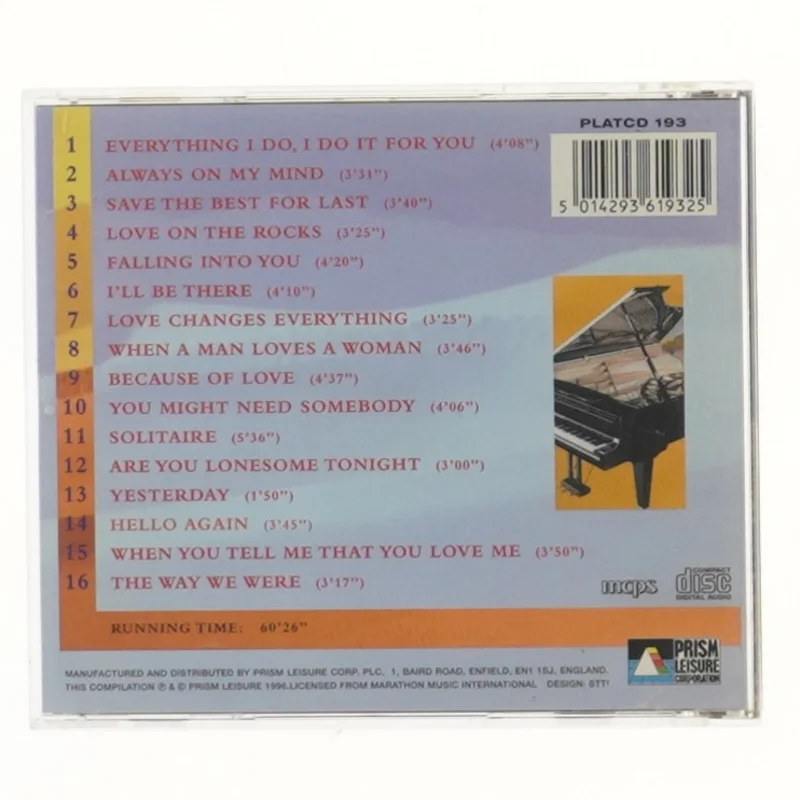 PLATCD 193
1 EVERYTHING I DO, I DO IT FOR YOU (4'08")
2 ALWAYS ON MY MIND (3'31")
3 SAVE THE BEST FOR LAST (3'40")
4 LOVE ON THE ROCKS (3'25")
5 FALLING INTO YOU (4'20")
6 I'LL BE THERE (4'10")
7 LOVE CHANGES EVERYTHING (3'25")
8 WHEN A MAN LOVES A WOMAN (3'46")
9 BECAUSE OF LOVE (4'37")
10 YOU MIGHT NEED SOMEBODY (4'06")
11 SOLITAIRE (5'36")
12 ARE YOU LONESOME TONIGHT (3'00")
13 YESTERDAY (1'50")
14 HELLO AGAIN (3'45")
15 WHEN YOU TELL ME THAT YOU LOVE ME (3'50")
16 THE WAY WE WERE (3'17")
5 014293 619325
mcps
COMPACT
disc
DIGITAL AUDIO
RUNNING TIME: 60'26"
PRISM
LEISURE
CORPORATION
MANUFACTURED AND DISTRIBUTED BY PRISM LEISURE CORP. PLC, 1, BAIRD ROAD, ENFIELD, EN1 1SJ, ENGLAND.
THIS COMPILATION ℗ & © PRISM LEISURE 1996.LICENSED FROM MARATHON MUSIC INTERNATIONAL DESIGN: STT!